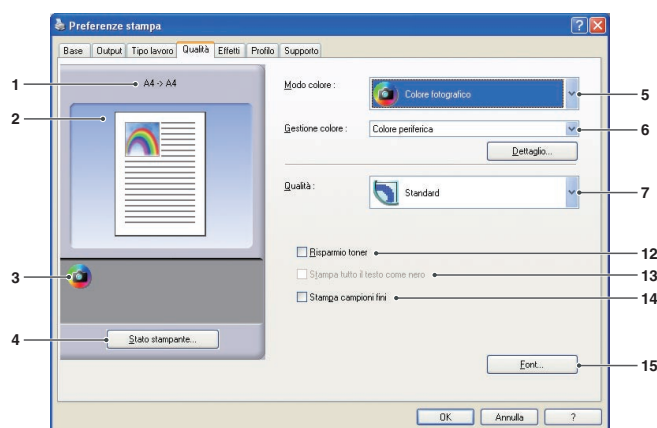 Preferenze stampa
Base Output Tipo lavoro Qualità Effetti Profilo Supporto
1 A4 -> A4
2
3
4 Stato stampante...
Modo colore : Colore fotografico 5
Gestione colore : Colore periferica 6
Dettaglio...
Qualità : Standard 7
Risparmio toner 12
Stampa tutto il testo come nero 13
Stampa campioni fini 14
Font... 15
OK Annulla ?